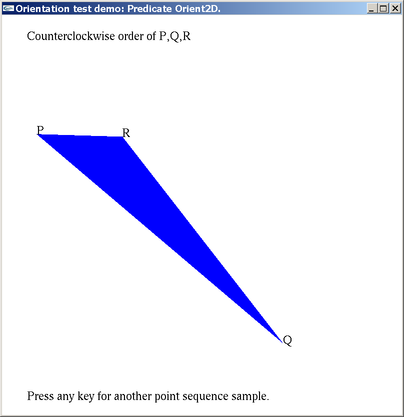 Orientation test demo: Predicate Orient2D.
Counterclockwise order of P,Q,R
P
R
Q
Press any key for another point sequence sample.